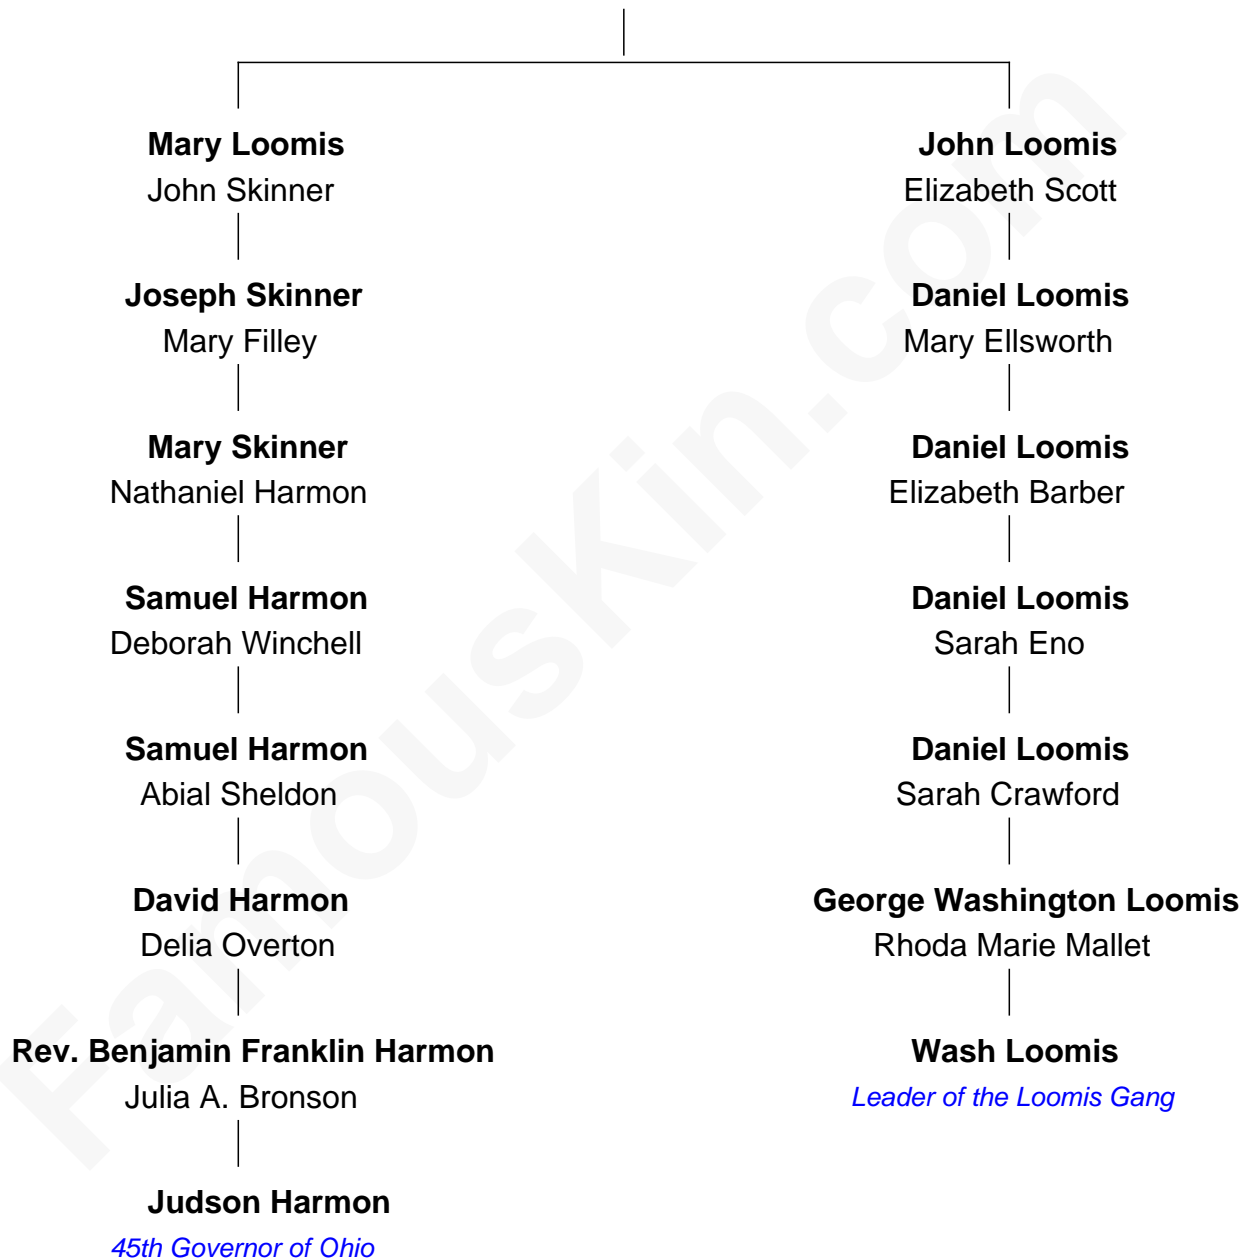 Mary Loomis
John Skinner
Joseph Skinner
Mary Filley
Mary Skinner
Nathaniel Harmon
Samuel Harmon
Deborah Winchell
Samuel Harmon
Abial Sheldon
David Harmon
Delia Overton
Rev. Benjamin Franklin Harmon
Julia A. Bronson
Judson Harmon
45th Governor of Ohio
John Loomis
Elizabeth Scott
Daniel Loomis
Mary Ellsworth
Daniel Loomis
Elizabeth Barber
Daniel Loomis
Sarah Eno
Daniel Loomis
Sarah Crawford
George Washington Loomis
Rhoda Marie Mallet
Wash Loomis
Leader of the Loomis Gang
FamousKin.com